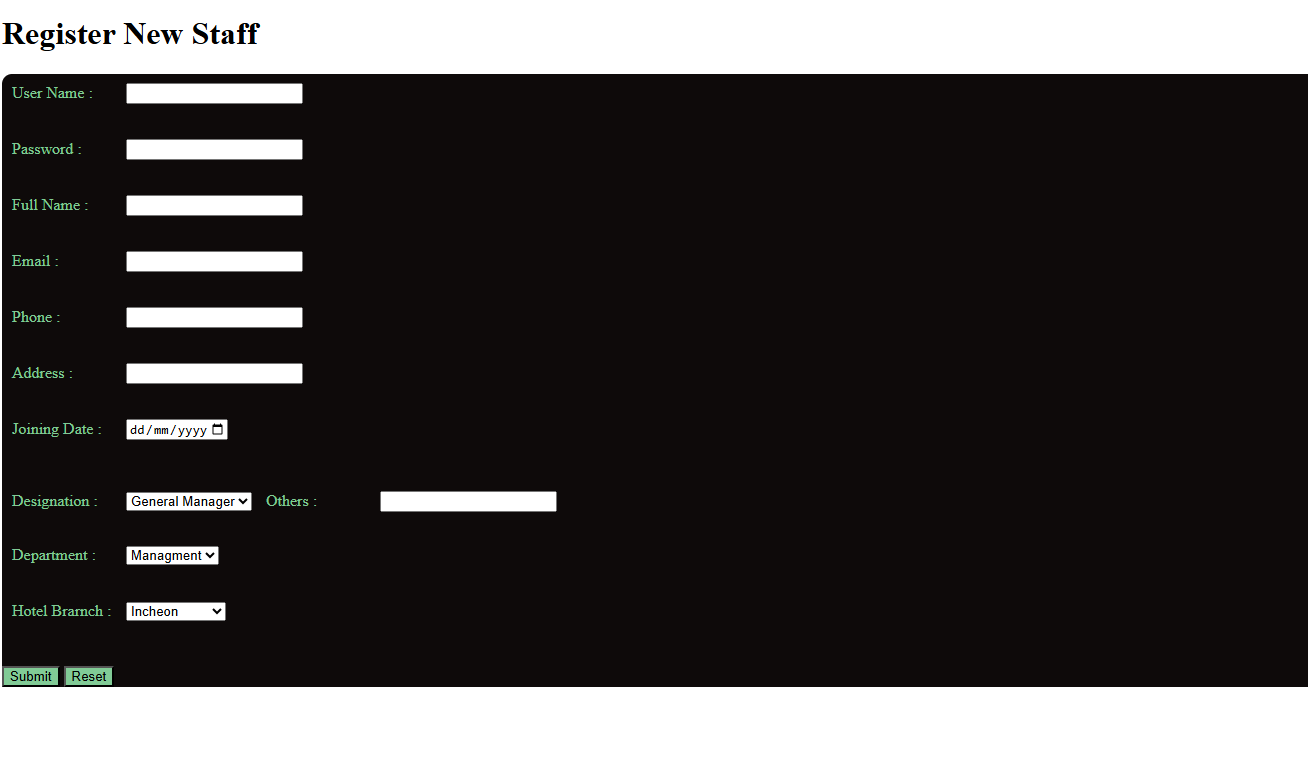 Register New Staff
User Name :
Password :
Full Name :
Email :
Phone :
Address :
Joining Date : dd/mm/yyyy
Designation : General Manager Others :
Department : Managment
Hotel Brarnch : Incheon
Submit Reset